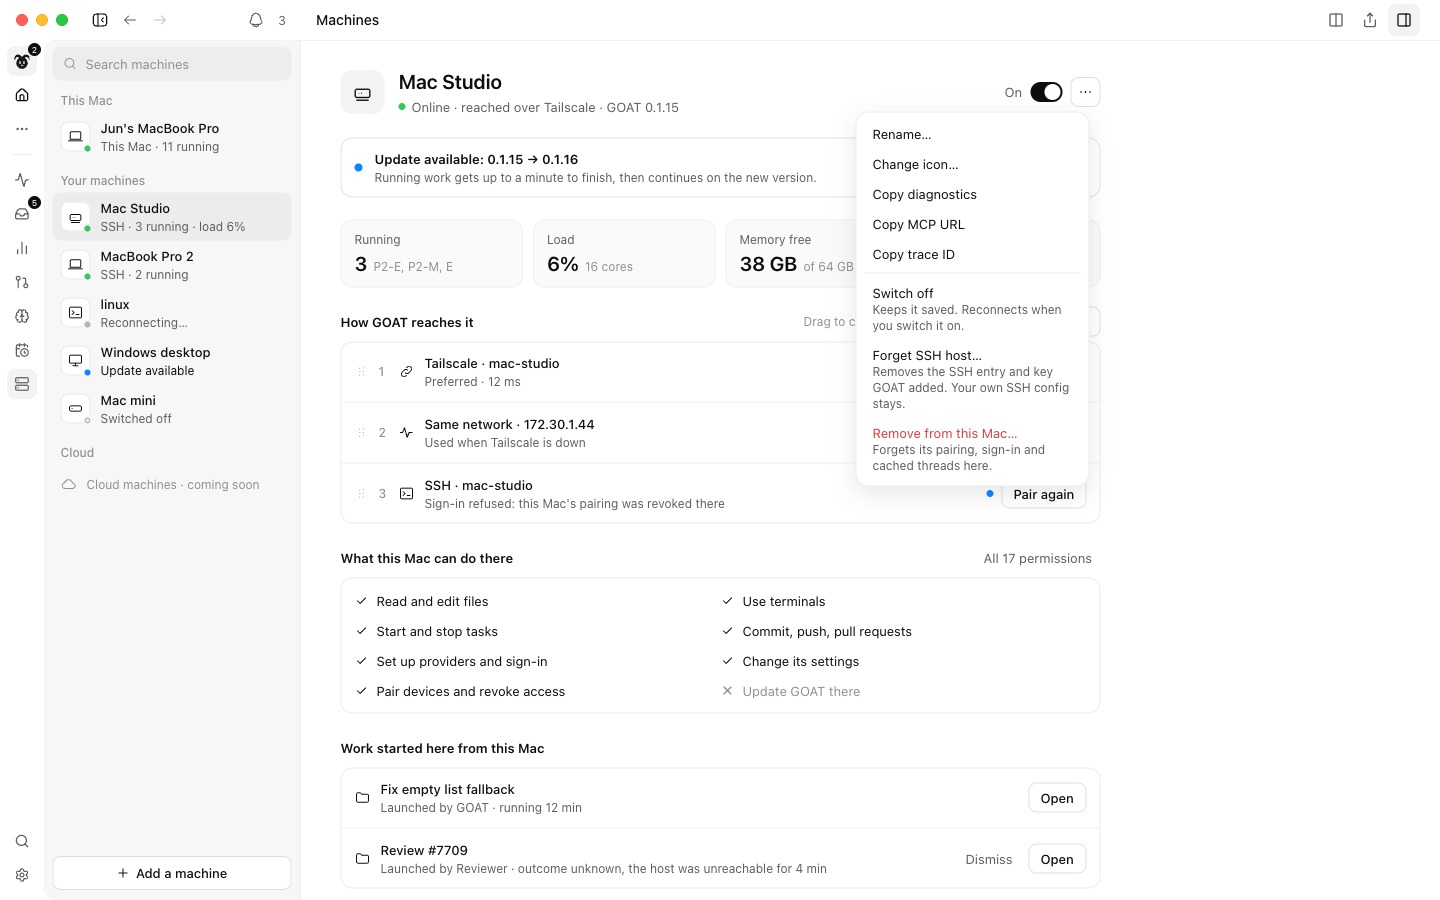 3
Machines
2
5
Search machines
This Mac
Jun's MacBook Pro
This Mac · 11 running
Your machines
Mac Studio
SSH · 3 running · load 6%
MacBook Pro 2
SSH · 2 running
linux
Reconnecting...
Windows desktop
Update available
Mac mini
Switched off
Cloud
Cloud machines · coming soon
Add a machine
Mac Studio
Online · reached over Tailscale · GOAT 0.1.15
On
Update available: 0.1.15 → 0.1.16
Running work gets up to a minute to finish, then continues on the new version.
Running
3 P2-E, P2-M, E
Load
6% 16 cores
Memory free
38 GB of 64 GB
How GOAT reaches it
Drag to c
1
Tailscale · mac-studio
Preferred · 12 ms
2
Same network · 172.30.1.44
Used when Tailscale is down
3
SSH · mac-studio
Sign-in refused: this Mac's pairing was revoked there
Pair again
Rename...
Change icon...
Copy diagnostics
Copy MCP URL
Copy trace ID
Switch off
Keeps it saved. Reconnects when
you switch it on.
Forget SSH host...
Removes the SSH entry and key
GOAT added. Your own SSH config
stays.
Remove from this Mac...
Forgets its pairing, sign-in and
cached threads here.
What this Mac can do there
All 17 permissions
Read and edit files
Use terminals
Start and stop tasks
Commit, push, pull requests
Set up providers and sign-in
Change its settings
Pair devices and revoke access
Update GOAT there
Work started here from this Mac
Fix empty list fallback
Launched by GOAT · running 12 min
Open
Review #7709
Launched by Reviewer · outcome unknown, the host was unreachable for 4 min
Dismiss
Open